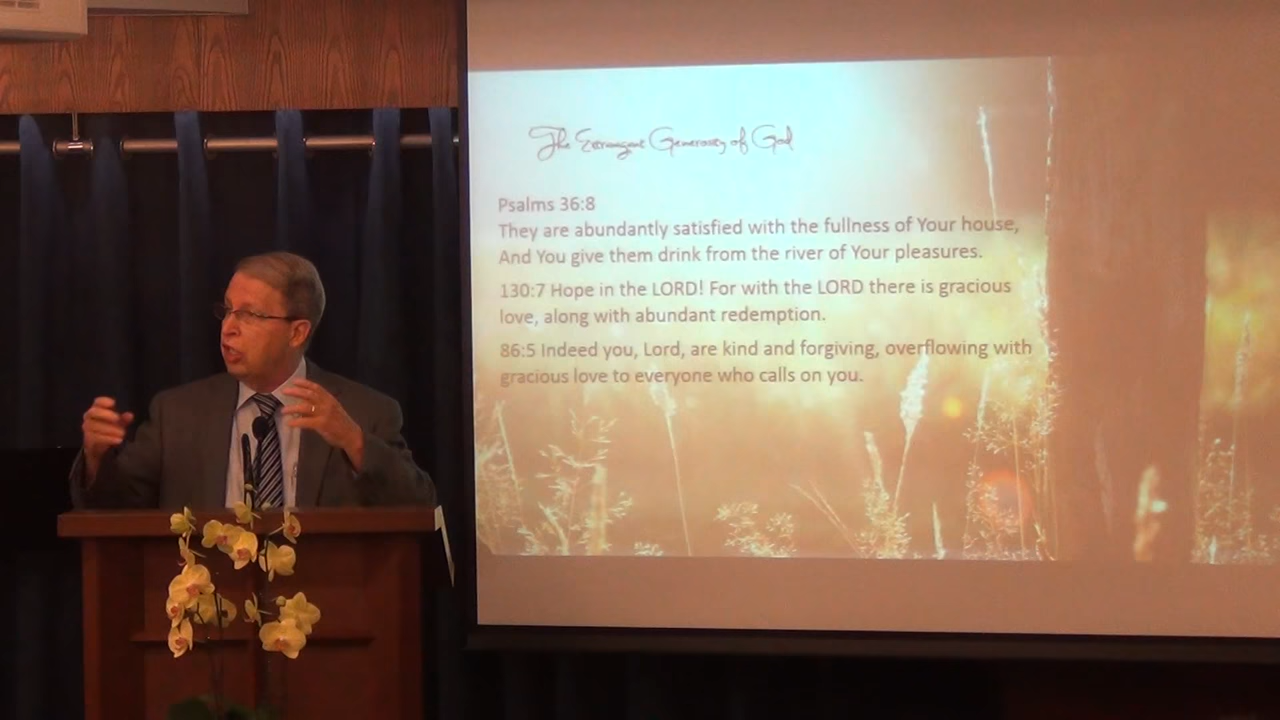 The Extravagant Generosity of God
Psalms 36:8
They are abundantly satisfied with the fullness of Your house,
And You give them drink from the river of Your pleasures.
130:7 Hope in the LORD! For with the LORD there is gracious
love, along with abundant redemption.
86:5 Indeed you, Lord, are kind and forgiving, overflowing with
gracious love to everyone who calls on you.